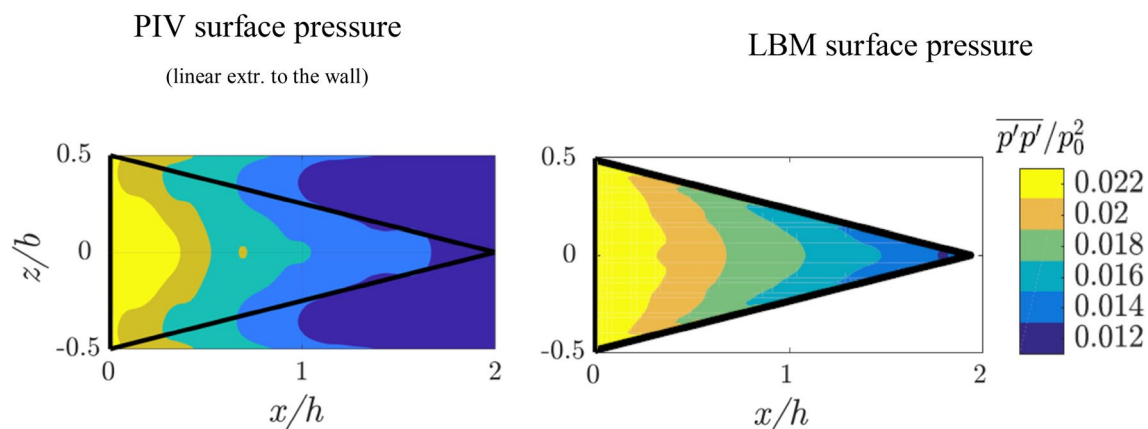 PIV surface pressure
(linear extr. to the wall)
LBM surface pressure
0.5
0
-0.5
z/b
0
1
2
x/h
0.5
0
-0.5
0
1
2
x/h
p′p′/p₀²
0.022
0.02
0.018
0.016
0.014
0.012